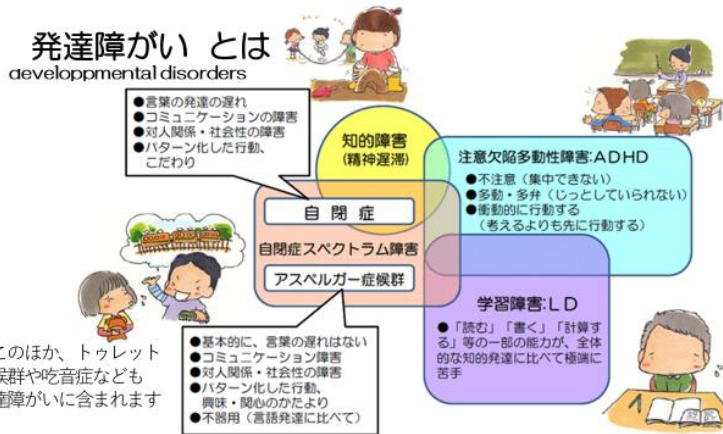 発達障がい とは
developpmental disorders
●言葉の発達の遅れ
●コミュニケーションの障害
●対人関係・社会性の障害
●パターン化した行動、
こだわり
知的障害
(精神遅滞)
注意欠陥多動性障害:ADHD
●不注意（集中できない）
●多動・多弁（じっとしていられない）
●衝動的に行動する
（考えるよりも先に行動する）
自閉症
自閉症スペクトラム障害
アスペルガー症候群
学習障害:LD
●「読む」「書く」「計算す
る」等の一部の能力が、全体
的な知的発達に比べて極端に
苦手
●基本的に、言葉の遅れはない
●コミュニケーション障害
●対人関係・社会性の障害
●パターン化した行動、
興味・関心のかたより
●不器用（言語発達に比べて）
このほか、トゥレット
候群や吃音症なども
達障がいに含まれます